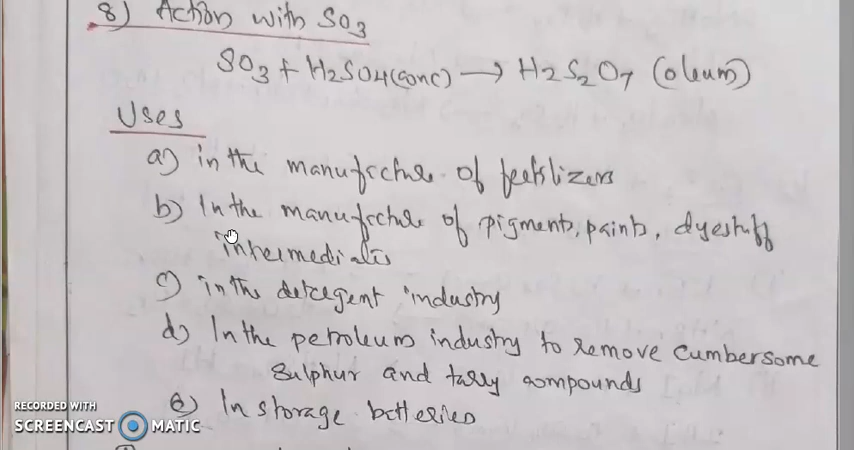 8) Action with SO3
SO3 + H2SO4(conc) → H2S2O7 (oleum)
Uses
a) in the manufacture of fertilizers
b) In the manufacture of pigments, paints, dyestuff
intermediates
c) in the detergent industry
d) In the petroleum industry to remove cumbersome
Sulphur and tarry compounds
e) In storage batteries
RECORDED WITH
SCREENCAST MATIC